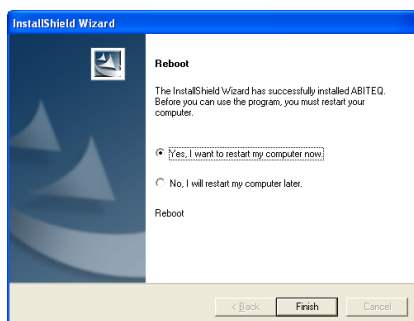 InstallShield Wizard
Reboot
The InstallShield Wizard has successfully installed ABITEQ.
Before you can use the program, you must restart your
computer.
Yes, I want to restart my computer now.
No, I will restart my computer later.
Reboot
< Back
Finish
Cancel